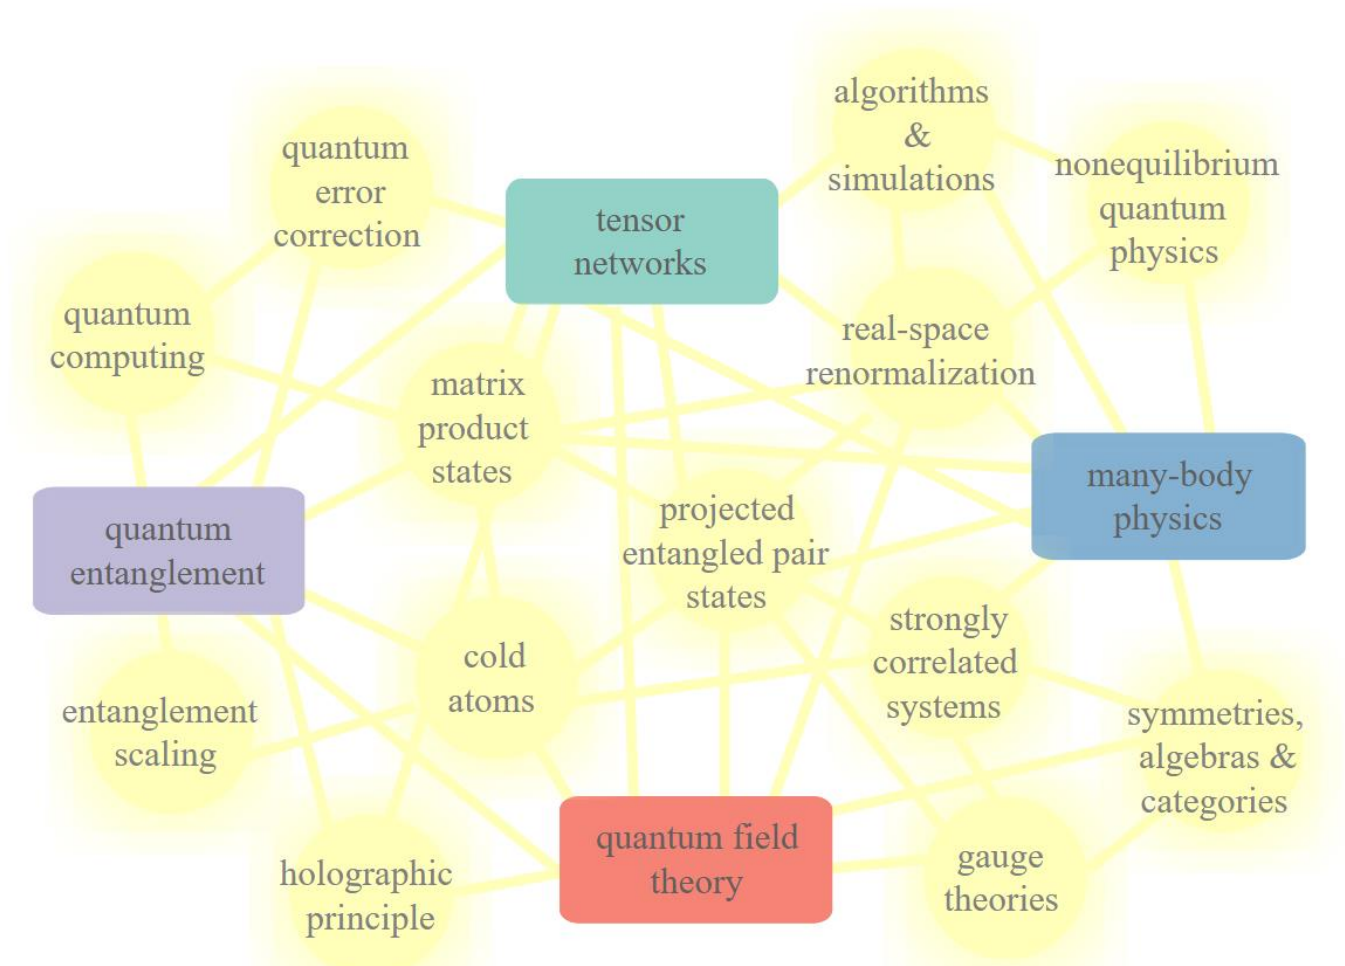 algorithms
&
simulations
quantum
error
correction
nonequilibrium
quantum
physics
tensor
networks
quantum
computing
real-space
renormalization
matrix
product
states
many-body
physics
projected
entangled pair
states
quantum
entanglement
strongly
correlated
systems
cold
atoms
entanglement
scaling
symmetries,
algebras &
categories
quantum field
theory
gauge
theories
holographic
principle